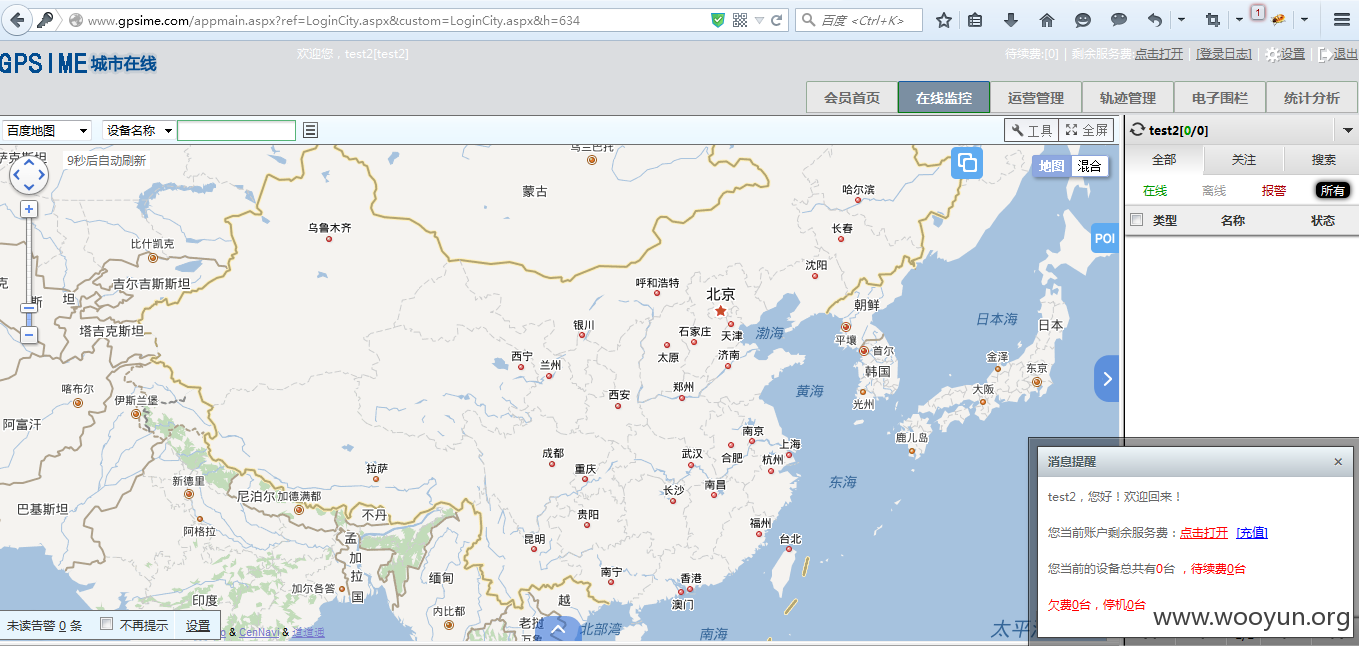 www.gpsime.com/appmain.aspx?ref=LoginCity.aspx&custom=LoginCity.aspx&h=634
百度 <Ctrl+K>
1
GPSIME 城市在线
欢迎您，test2[test2]
待续费:[0] | 剩余服务费:点击打开 | [登录日志] | 设置 | 退出
会员首页 在线监控 运营管理 轨迹管理 电子围栏 统计分析
百度地图 设备名称
工具 全屏
test2[0/0]
9秒后自动刷新
地图 混合
全部 关注 搜索
在线 离线 报警 所有
类型 名称 状态
POI
乌兰巴托
蒙古
哈尔滨
乌鲁木齐
长春
比什凯克
沈阳
吉尔吉斯斯坦
呼和浩特
北京
朝鲜
斯
坦
塔吉克斯坦
银川
石家庄
天津
渤海
平壤
日本海
日本
太原
济南
首尔
西宁
兰州
韩国
金泽
东京
喀布尔
伊斯兰堡
西安
郑州
黄海
光州
大阪
阿富汗
南京
上海
鹿儿岛
拉萨
成都
重庆
武汉
合肥
杭州
新德里
尼泊尔
加德满都
长沙
南昌
东海
巴基斯坦
不丹
贵阳
阿格拉
孟加拉国
昆明
福州
台北
加尔各答
缅甸
南宁
香港
澳门
印度
内比都
越
老挝
万象
北部湾
南海
太平
& CenNavi & 道道通
未读告警 0 条 不再提示 设置
消息提醒 ×
test2，您好！欢迎回来！
您当前账户剩余服务费：点击打开 [充值]
您当前的设备总共有0台 ，待续费0台
欠费0台，停机0台
www.wooyun.org